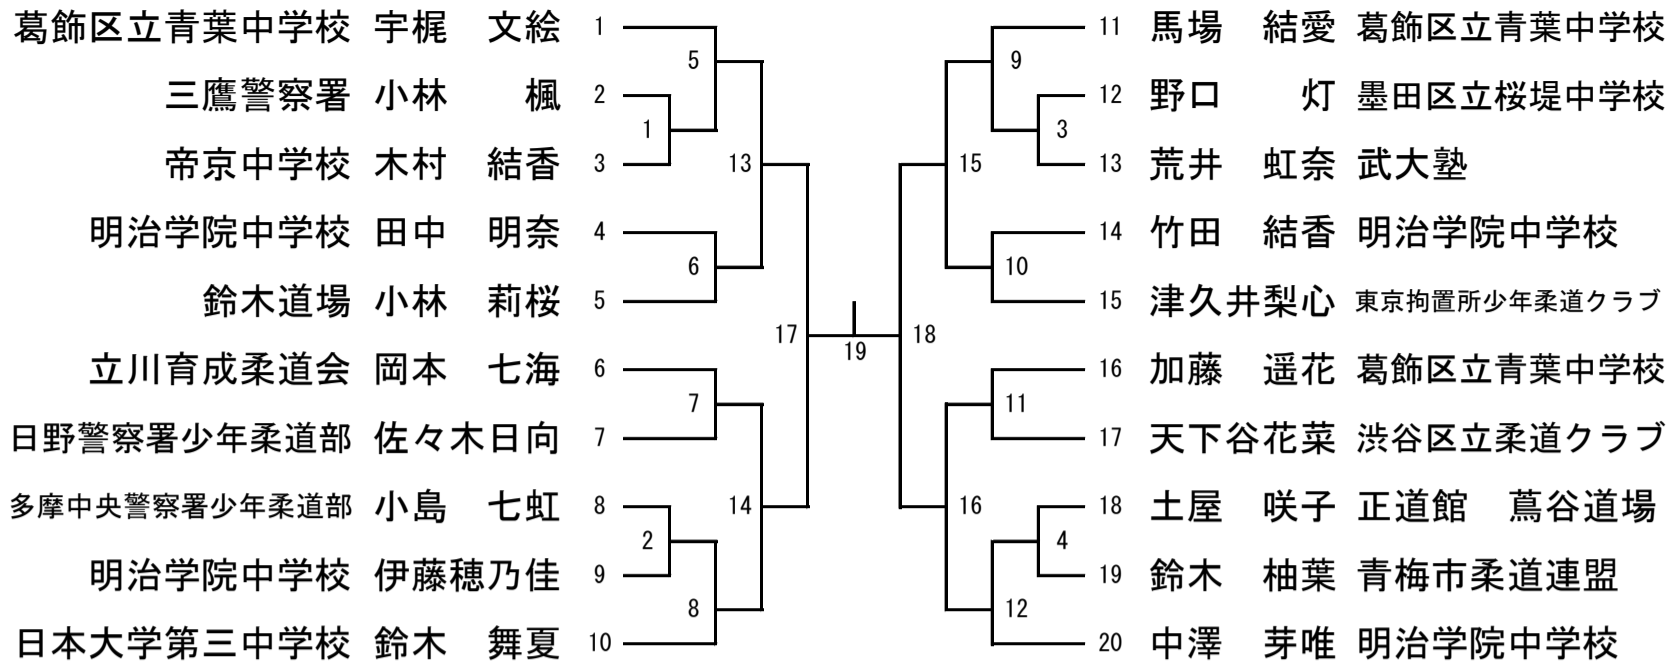 葛飾区立青葉中学校 宇梶　文絵 1
三鷹警察署 小林　　楓 2
帝京中学校 木村　結香 3
明治学院中学校 田中　明奈 4
鈴木道場 小林　莉桜 5
立川育成柔道会 岡本　七海 6
日野警察署少年柔道部 佐々木日向 7
多摩中央警察署少年柔道部 小島　七虹 8
明治学院中学校 伊藤穂乃佳 9
日本大学第三中学校 鈴木　舞夏 10
5
1
13
6
17
7
14
2
8
19
9
3
15
10
18
11
16
4
12
11 馬場　結愛 葛飾区立青葉中学校
12 野口　　灯 墨田区立桜堤中学校
13 荒井　虹奈 武大塾
14 竹田　結香 明治学院中学校
15 津久井梨心 東京拘置所少年柔道クラブ
16 加藤　遥花 葛飾区立青葉中学校
17 天下谷花菜 渋谷区立柔道クラブ
18 土屋　咲子 正道館　蔦谷道場
19 鈴木　柚葉 青梅市柔道連盟
20 中澤　芽唯 明治学院中学校